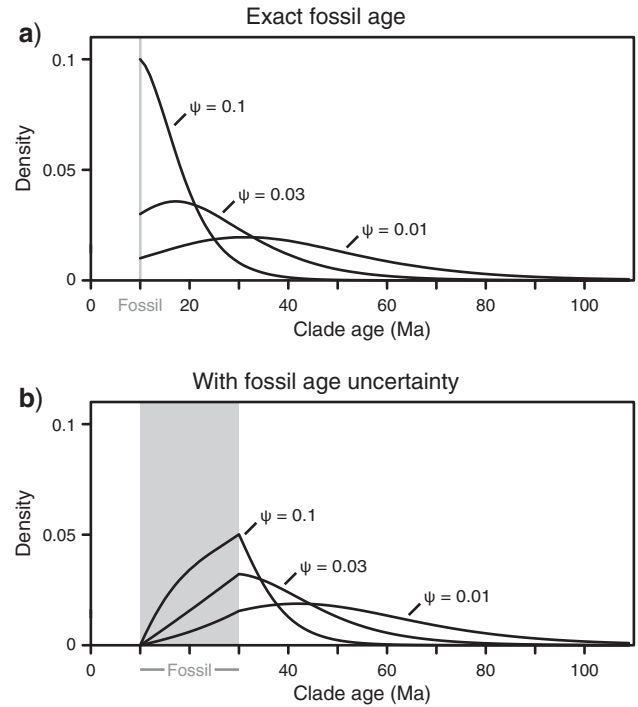 a)
Exact fossil age
0.1
ψ = 0.1
Density
0.05
ψ = 0.03
ψ = 0.01
0
0 Fossil 20 40 60 80 100
Clade age (Ma)
b)
With fossil age uncertainty
0.1
Density
0.05
ψ = 0.1
ψ = 0.03
ψ = 0.01
0
0 Fossil 40 60 80 100
Clade age (Ma)